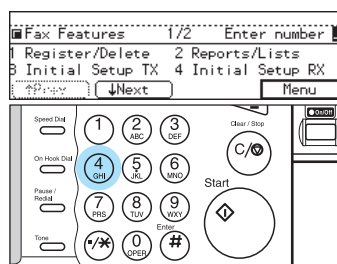 Fax Features 1/2 Enter number
1 Register/Delete 2 Reports/Lists
3 Initial Setup TX 4 Initial Setup RX
↑Prev ↓Next Menu
Speed Dial 1 2 ABC 3 DEF Clear / Stop
On/Off
On Hook Dial 4 GHI 5 JKL 6 MNO C/
Start
Pause / Redial 7 PRS 8 TUV 9 WXY
Enter
Tone •/* 0 OPER #